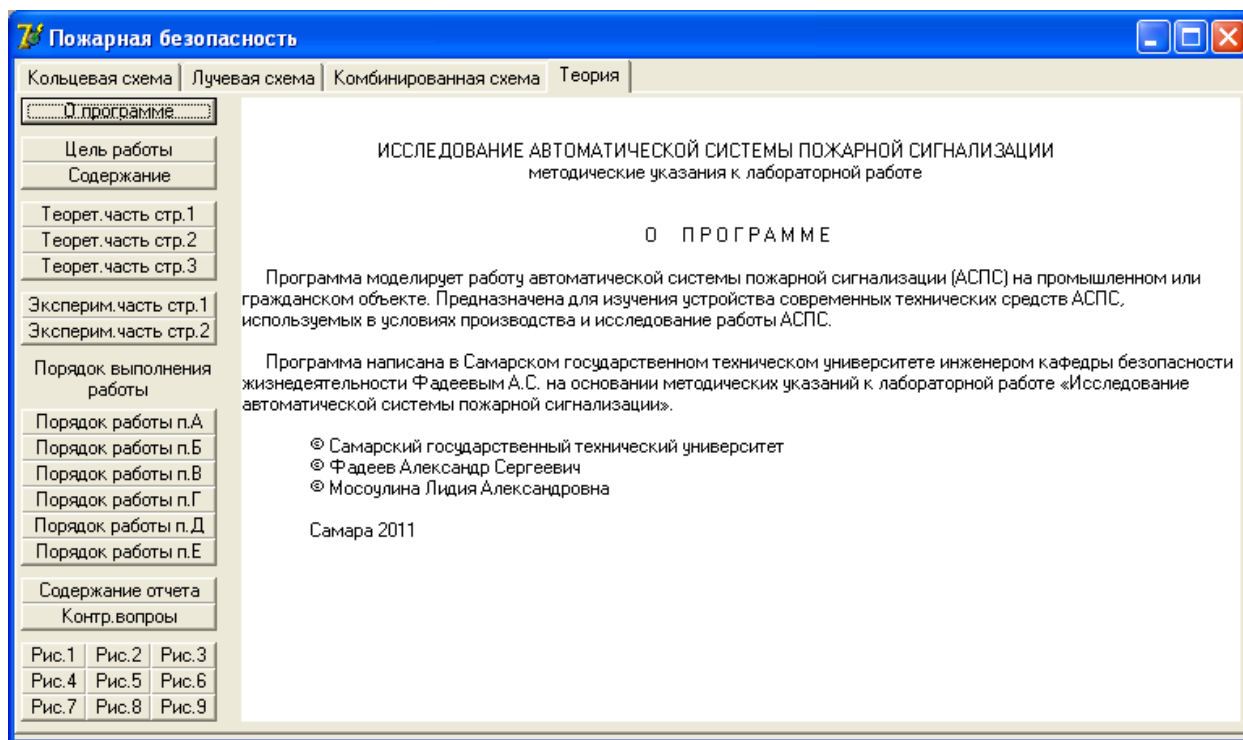 Пожарная безопасность
Кольцевая схема Лучевая схема Комбинированная схема Теория
О программе
Цель работы
Содержание
Теорет.часть стр.1
Теорет.часть стр.2
Теорет.часть стр.3
Эксперим.часть стр.1
Эксперим.часть стр.2
Порядок выполнения
работы
Порядок работы п.А
Порядок работы п.Б
Порядок работы п.В
Порядок работы п.Г
Порядок работы п.Д
Порядок работы п.Е
Содержание отчета
Контр.вопроы
Рис.1 Рис.2 Рис.3
Рис.4 Рис.5 Рис.6
Рис.7 Рис.8 Рис.9
ИССЛЕДОВАНИЕ АВТОМАТИЧЕСКОЙ СИСТЕМЫ ПОЖАРНОЙ СИГНАЛИЗАЦИИ
методические указания к лабораторной работе
О ПРОГРАММЕ
Программа моделирует работу автоматической системы пожарной сигнализации (АСПС) на промышленном или
гражданском объекте. Предназначена для изучения устройства современных технических средств АСПС,
используемых в условиях производства и исследование работы АСПС.
Программа написана в Самарском государственном техническом университете инженером кафедры безопасности
жизнедеятельности Фадеевым А.С. на основании методических указаний к лабораторной работе «Исследование
автоматической системы пожарной сигнализации».
© Самарский государственный технический университет
© Фадеев Александр Сергеевич
© Мосоулина Лидия Александровна
Самара 2011